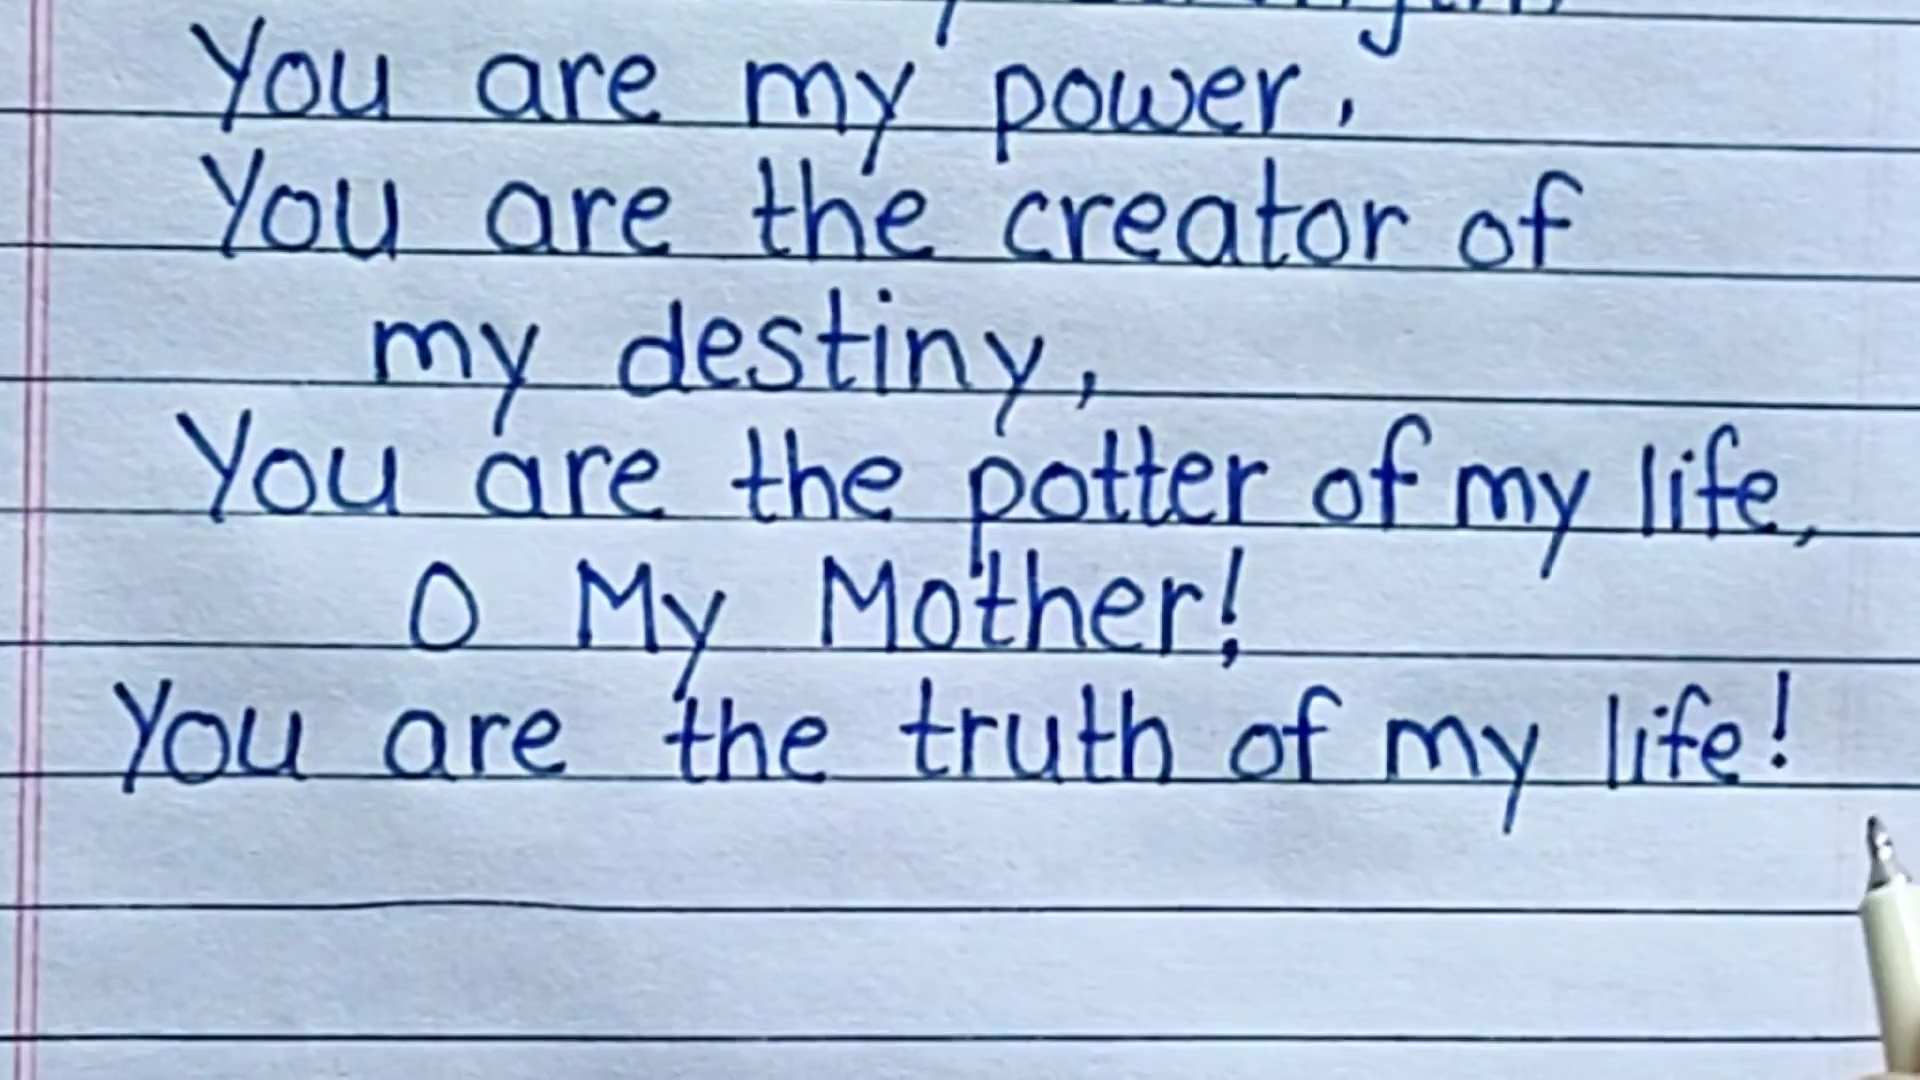 You are my power,
You are the creator of
my destiny,
You are the potter of my life,
O My Mother!
You are the truth of my life!